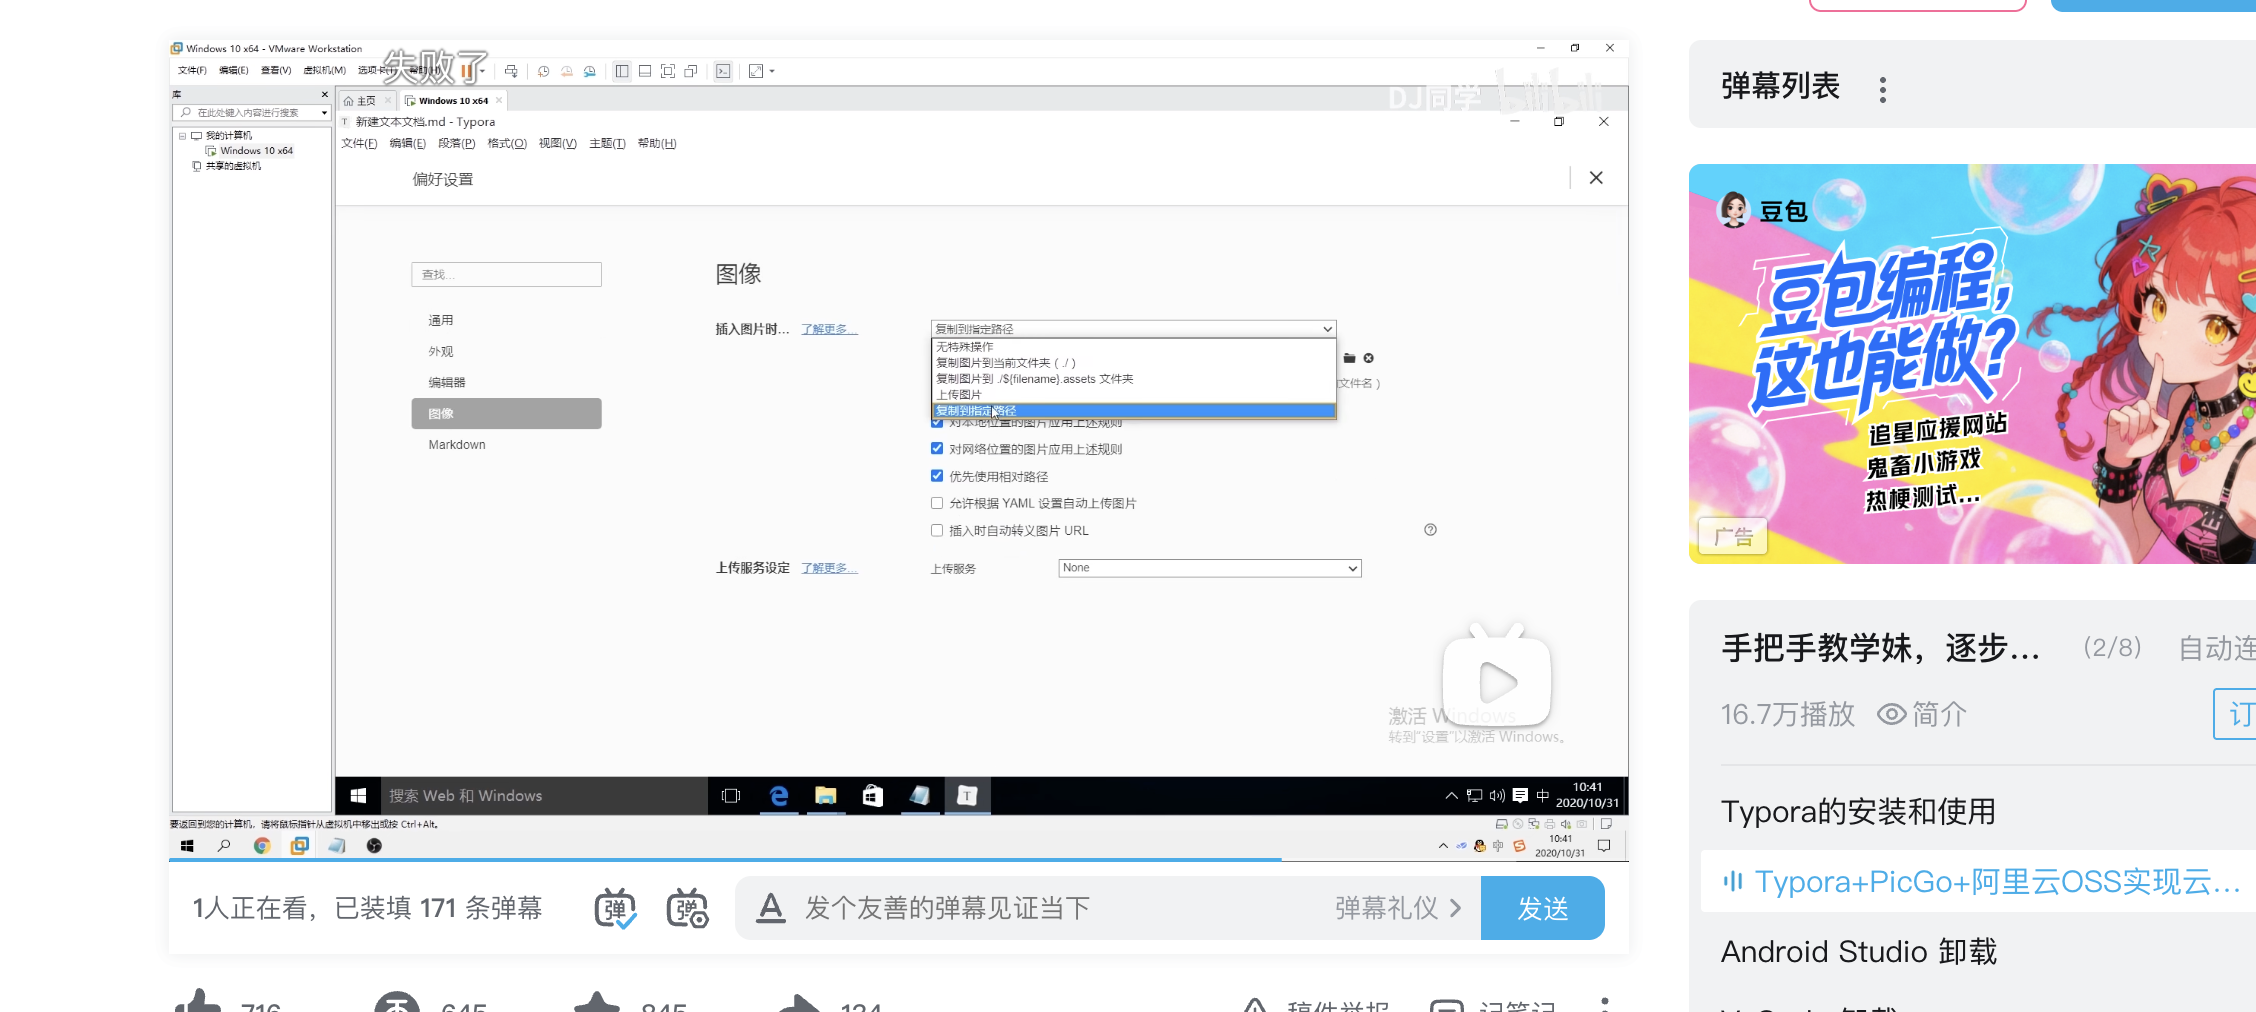 Windows 10 x64 - VMware Workstation
文件(F) 编辑(E) 查看(V) 虚拟机(M) 选项卡(T) 帮助(H)
失败了
库
在此处键入内容进行搜索
我的计算机
Windows 10 x64
共享的虚拟机
主页
Windows 10 x64
DJ同学 bilibili
新建文本文档.md - Typora
文件(F) 编辑(E) 段落(P) 格式(O) 视图(V) 主题(T) 帮助(H)
偏好设置
查找...
通用
外观
编辑器
图像
Markdown
图像
插入图片时... 了解更多...
复制到指定路径
无特殊操作
复制图片到当前文件夹 ( ./ )
复制图片到 ./${filename}.assets 文件夹
上传图片
复制到指定路径
文件名 )
对本地位置的图片应用上述规则
对网络位置的图片应用上述规则
优先使用相对路径
允许根据 YAML 设置自动上传图片
插入时自动转义图片 URL
上传服务设定 了解更多...
上传服务
None
激活 Windows
转到"设置"以激活 Windows。
搜索 Web 和 Windows
中
10:41
2020/10/31
要返回到您的计算机，请将鼠标指针从虚拟机中移出或按 Ctrl+Alt。
中
10:41
2020/10/31
1人正在看，已装填 171 条弹幕
弹
弹
A 发个友善的弹幕见证当下
弹幕礼仪
发送
716
645
845
134
稿件举报
记笔记
弹幕列表
豆包
豆包编程，
这也能做？
追星应援网站
鬼畜小游戏
热梗测试...
广告
手把手教学妹，逐步... (2/8) 自动连
16.7万播放 简介
订
Typora的安装和使用
Typora+PicGo+阿里云OSS实现云...
Android Studio 卸载